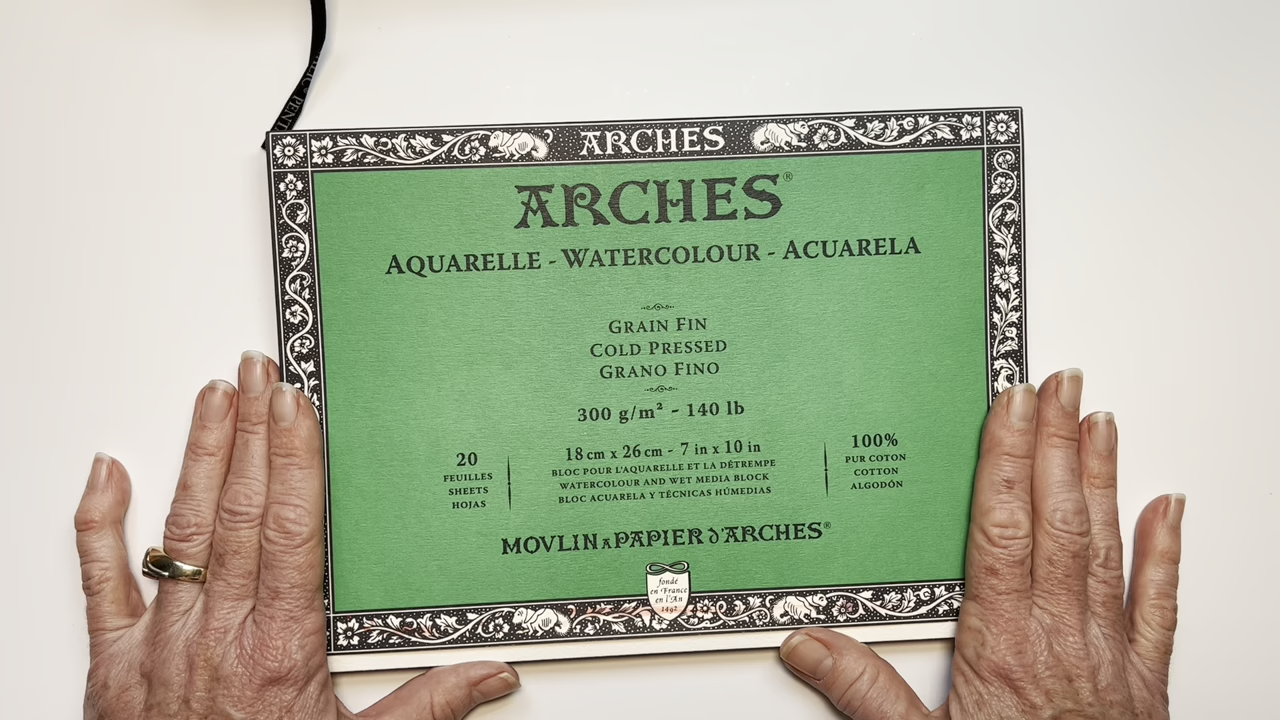 ARCHES
ARCHES®
AQUARELLE - WATERCOLOUR - ACUARELA
GRAIN FIN
COLD PRESSED
GRANO FINO
300 g/m² - 140 lb
20
FEUILLES
SHEETS
HOJAS
18 cm x 26 cm - 7 in x 10 in
BLOC POUR L'AQUARELLE ET LA DÉTREMPE
WATERCOLOUR AND WET MEDIA BLOCK
BLOC ACUARELA Y TÉCNICAS HÚMEDIAS
100%
PUR COTON
COTTON
ALGODÓN
MOVLIN A PAPIER d'ARCHES®
fondé
en France
en l'An
1492